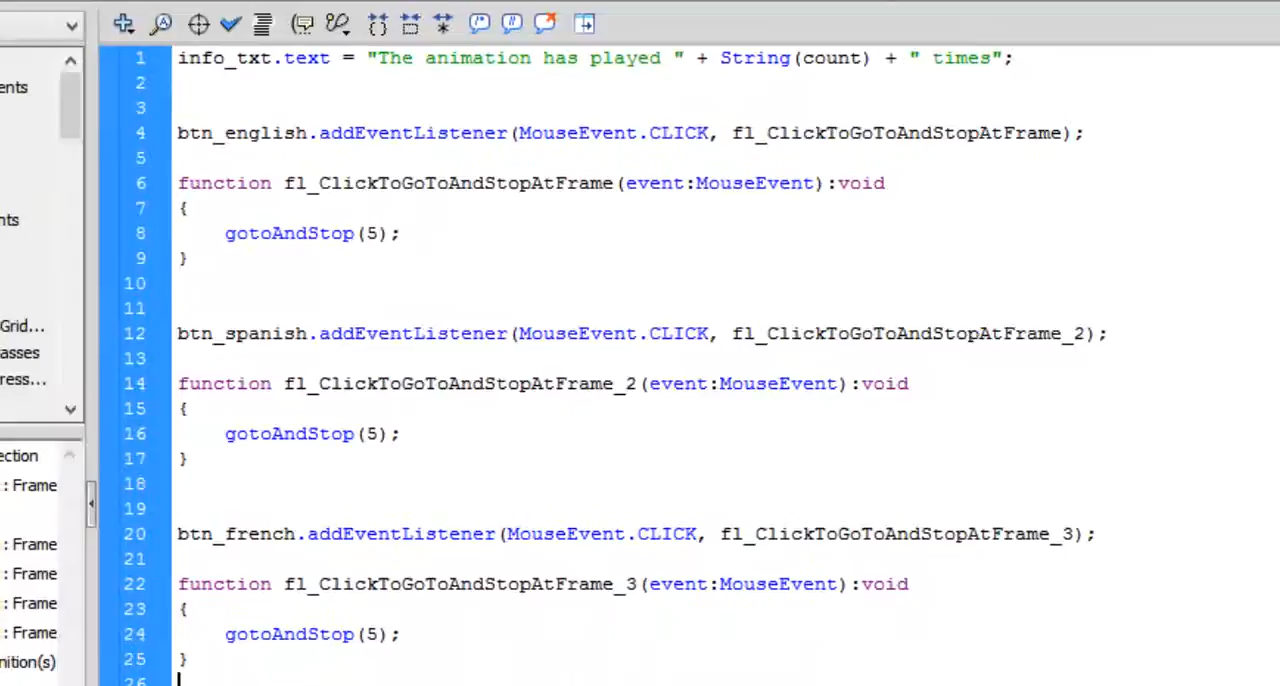 ents
nts
Grid...
asses
ress...
ection
: Frame
: Frame
: Frame
: Frame
: Frame
nition(s)
1 info_txt.text = "The animation has played " + String(count) + " times";
2
3
4 btn_english.addEventListener(MouseEvent.CLICK, fl_ClickToGoToAndStopAtFrame);
5
6 function fl_ClickToGoToAndStopAtFrame(event:MouseEvent):void
7 {
8 gotoAndStop(5);
9 }
10
11
12 btn_spanish.addEventListener(MouseEvent.CLICK, fl_ClickToGoToAndStopAtFrame_2);
13
14 function fl_ClickToGoToAndStopAtFrame_2(event:MouseEvent):void
15 {
16 gotoAndStop(5);
17 }
18
19
20 btn_french.addEventListener(MouseEvent.CLICK, fl_ClickToGoToAndStopAtFrame_3);
21
22 function fl_ClickToGoToAndStopAtFrame_3(event:MouseEvent):void
23 {
24 gotoAndStop(5);
25 }
26